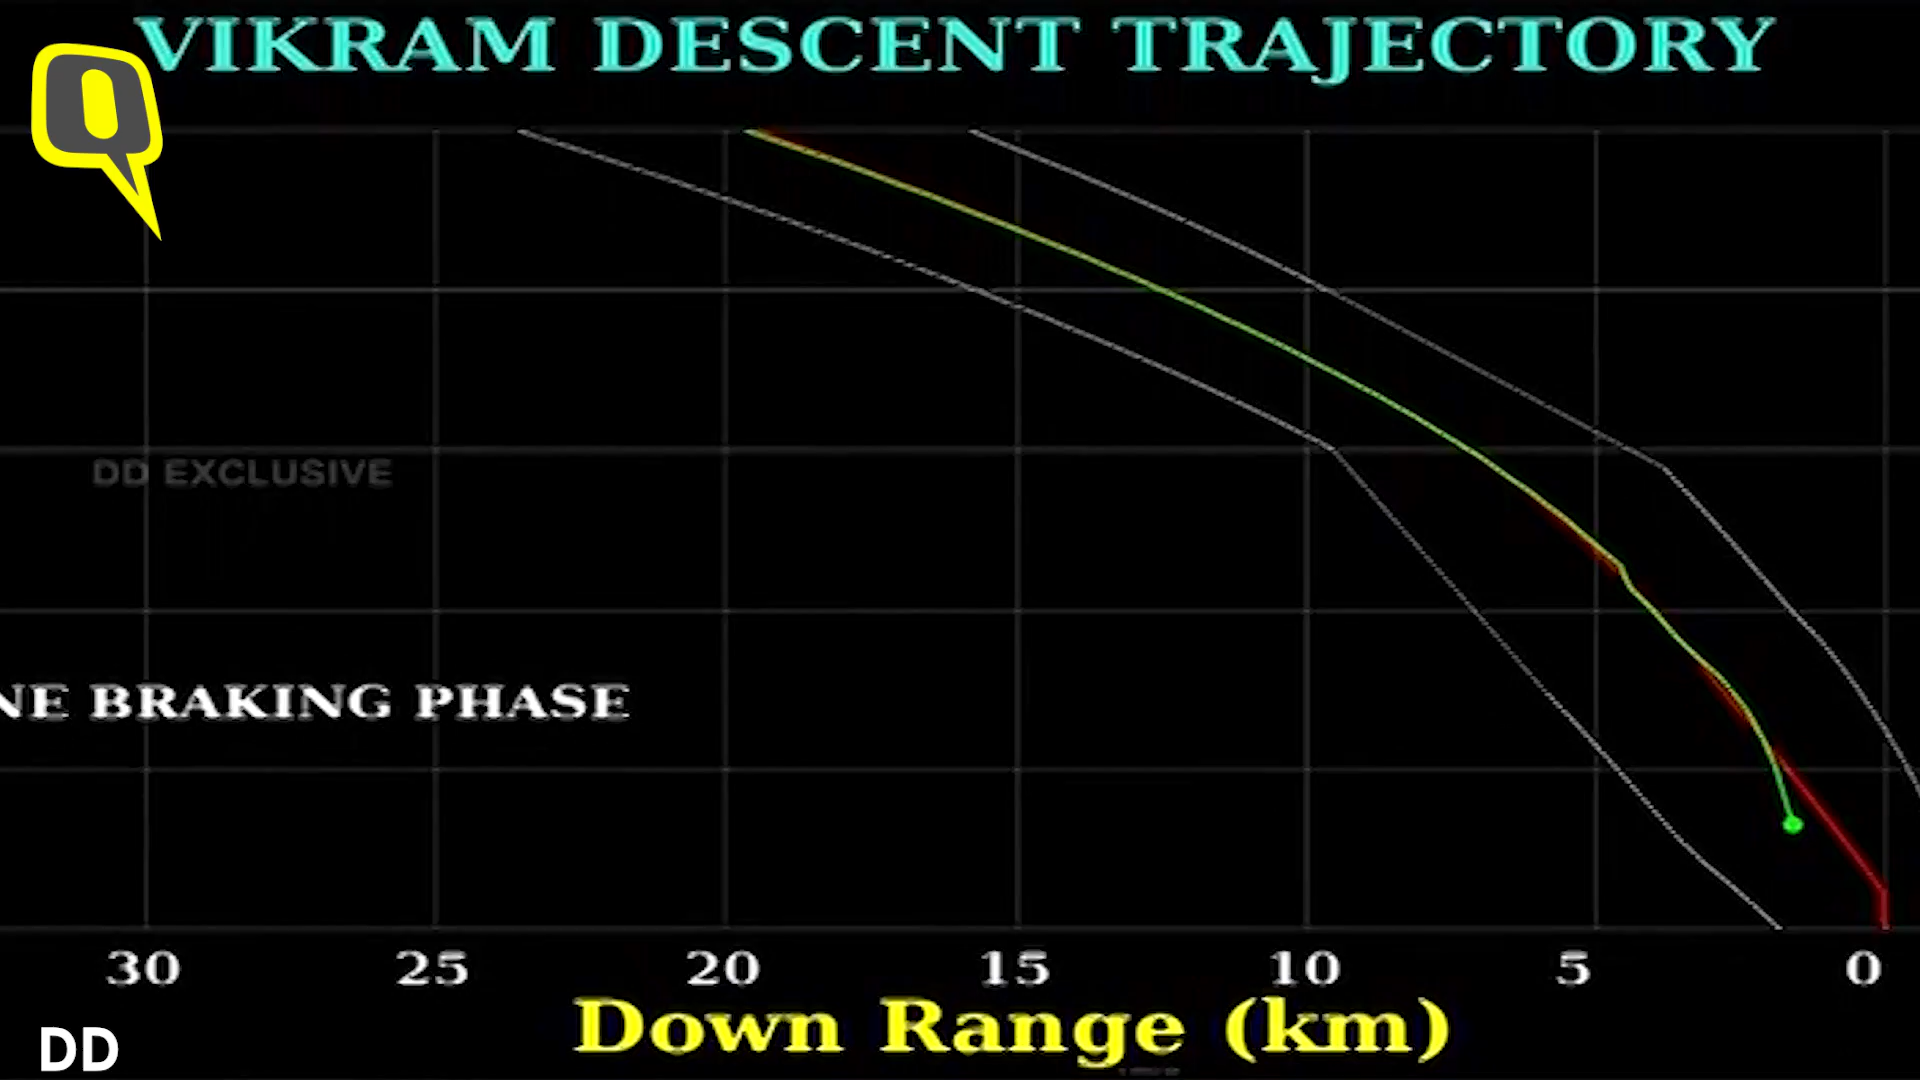 VIKRAM DESCENT TRAJECTORY
Q
DD EXCLUSIVE
NE BRAKING PHASE
30 25 20 15 10 5 0
Down Range (km)
DD